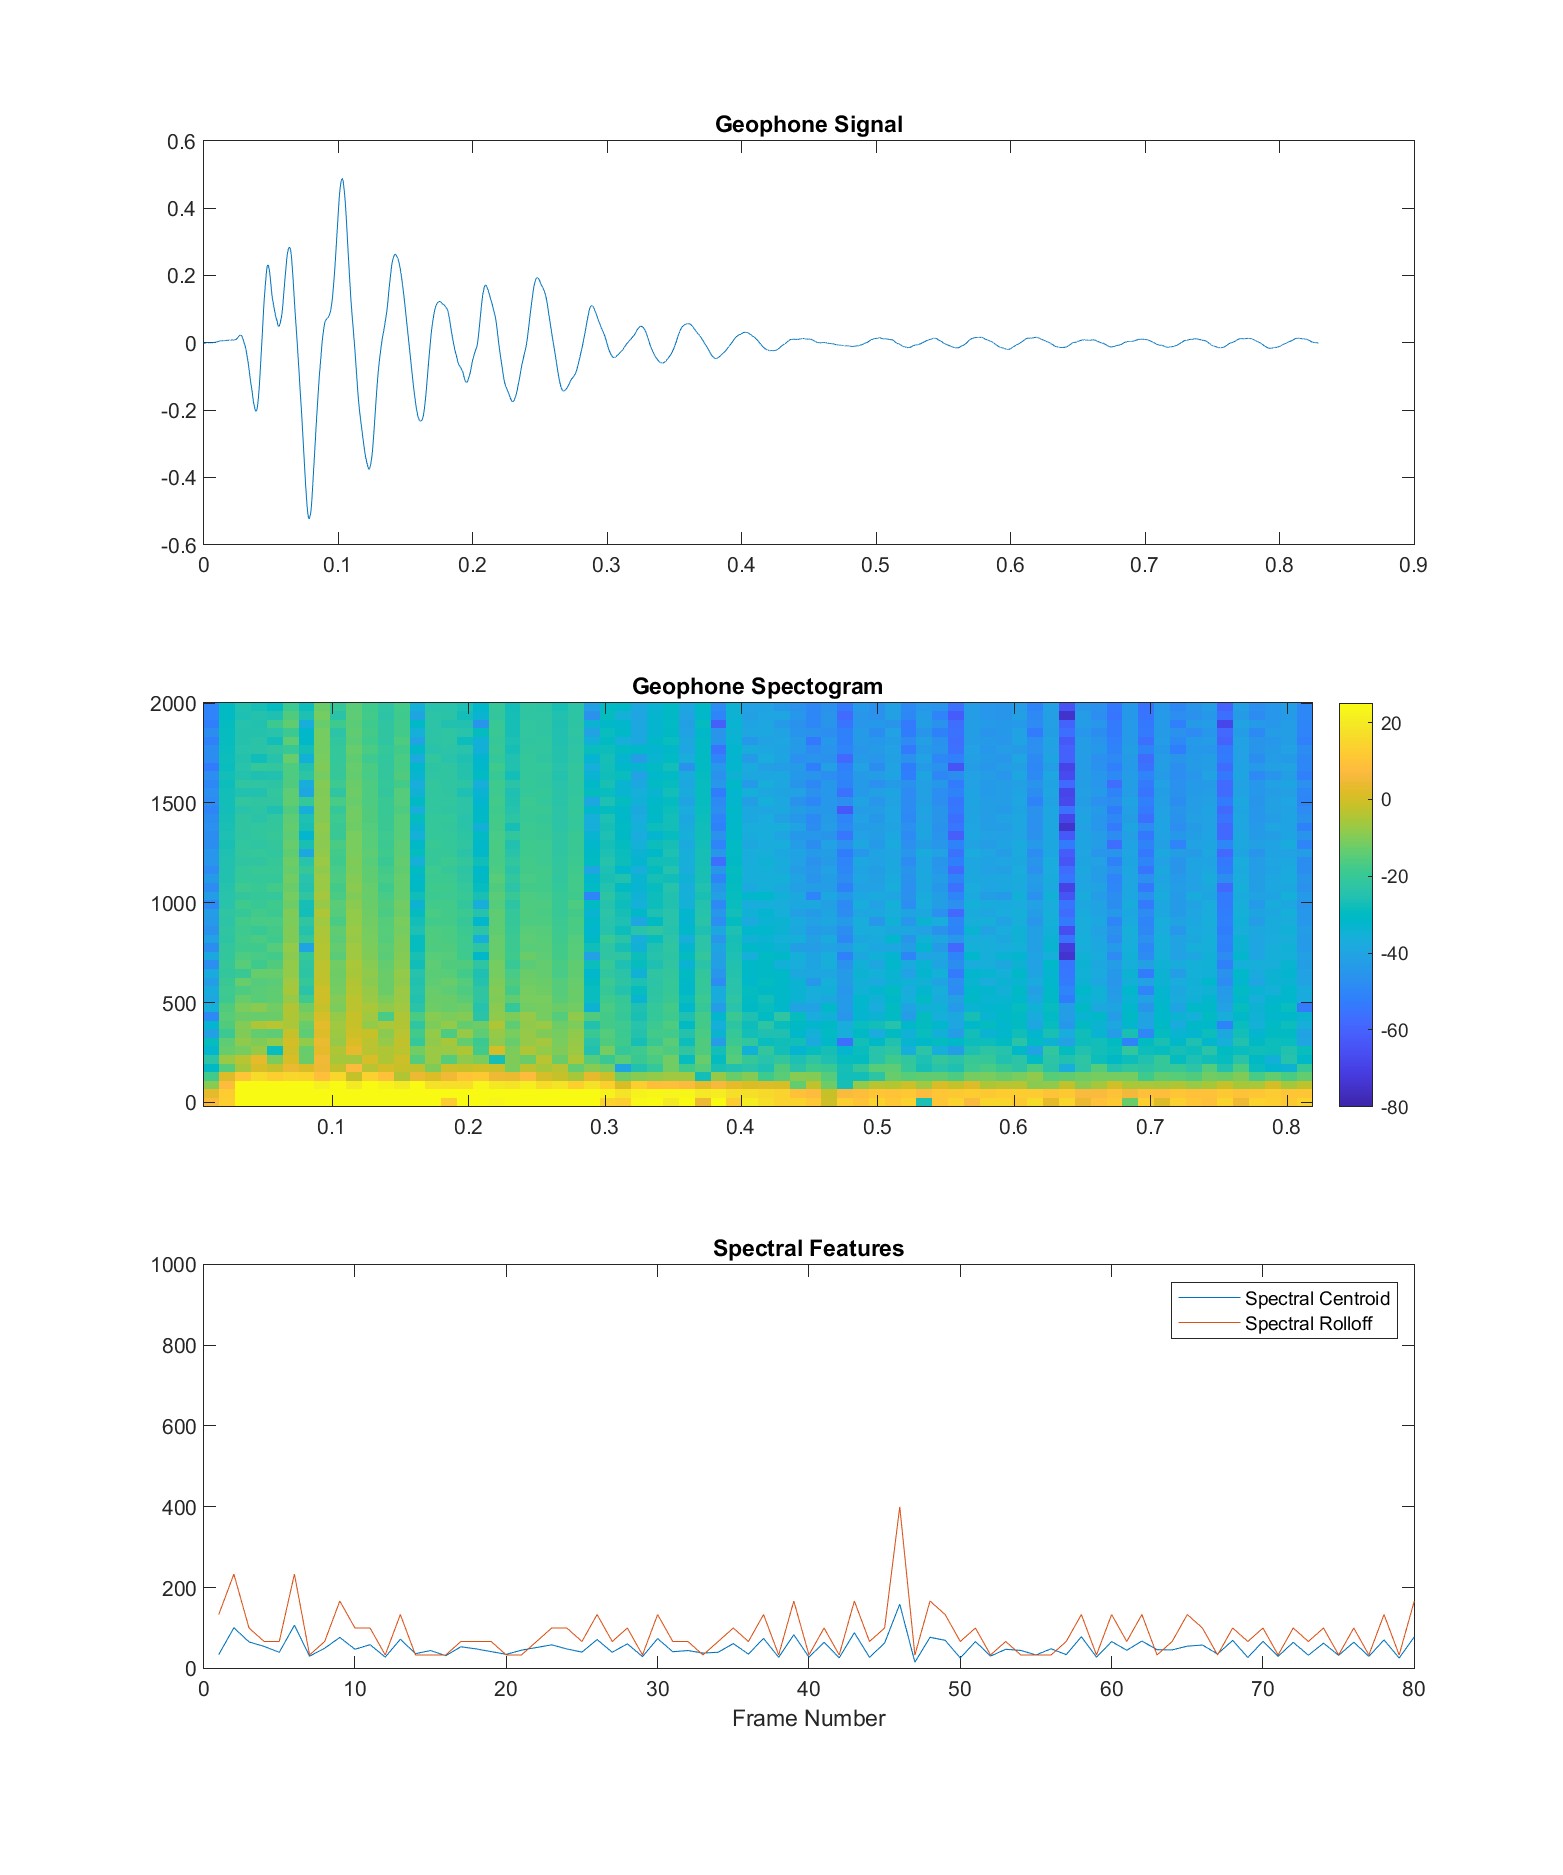 Geophone Signal
0.6
0.4
0.2
0
-0.2
-0.4
-0.6
0 0.1 0.2 0.3 0.4 0.5 0.6 0.7 0.8 0.9
Geophone Spectogram
2000
1500
1000
500
0
0.1 0.2 0.3 0.4 0.5 0.6 0.7 0.8
20
0
-20
-40
-60
-80
Spectral Features
1000
800
600
400
200
0
Spectral Centroid
Spectral Rolloff
0 10 20 30 40 50 60 70 80
Frame Number